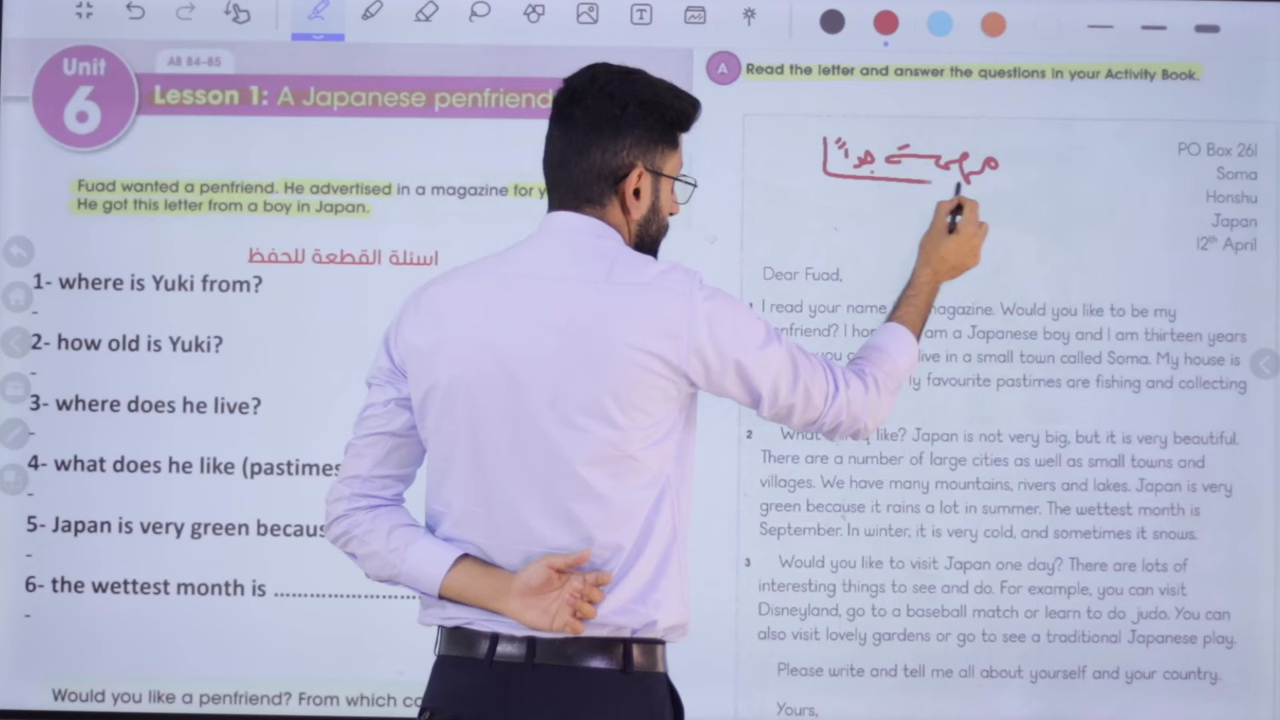 Unit
6
AB 84-85
Lesson 1: A Japanese penfriend
Fuad wanted a penfriend. He advertised in a magazine for
He got this letter from a boy in Japan.
اسئلة القطعة للحفظ
1- where is Yuki from?
-
2- how old is Yuki?
-
3- where does he live?
-
4- what does he like (pastimes
-
5- Japan is very green
-
6- the wettest month is ........................
-
Would you like a penfriend? From which
A
Read the letter and answer the questions in your Activity Book.
مهمة جداً
PO Box 261
Soma
Honshu
Japan
12th April
Dear Fuad,
1 I read your name magazine. Would you like to be my
am a Japanese boy and I am thirteen years
live in a small town called Soma. My house is
favourite pastimes are fishing and collecting
2 What like? Japan is not very big, but it is very beautiful.
There are a number of large cities as well as small towns and
villages. We have many mountains, rivers and lakes. Japan is very
green because it rains a lot in summer. The wettest month is
September. In winter, it is very cold, and sometimes it snows.
3 Would you like to visit Japan one day? There are lots of
interesting things to see and do. For example, you can visit
Disneyland, go to a baseball match or learn to do judo. You can
also visit lovely gardens or go to see a traditional Japanese play.
Please write and tell me all about yourself and your country.
Yours,